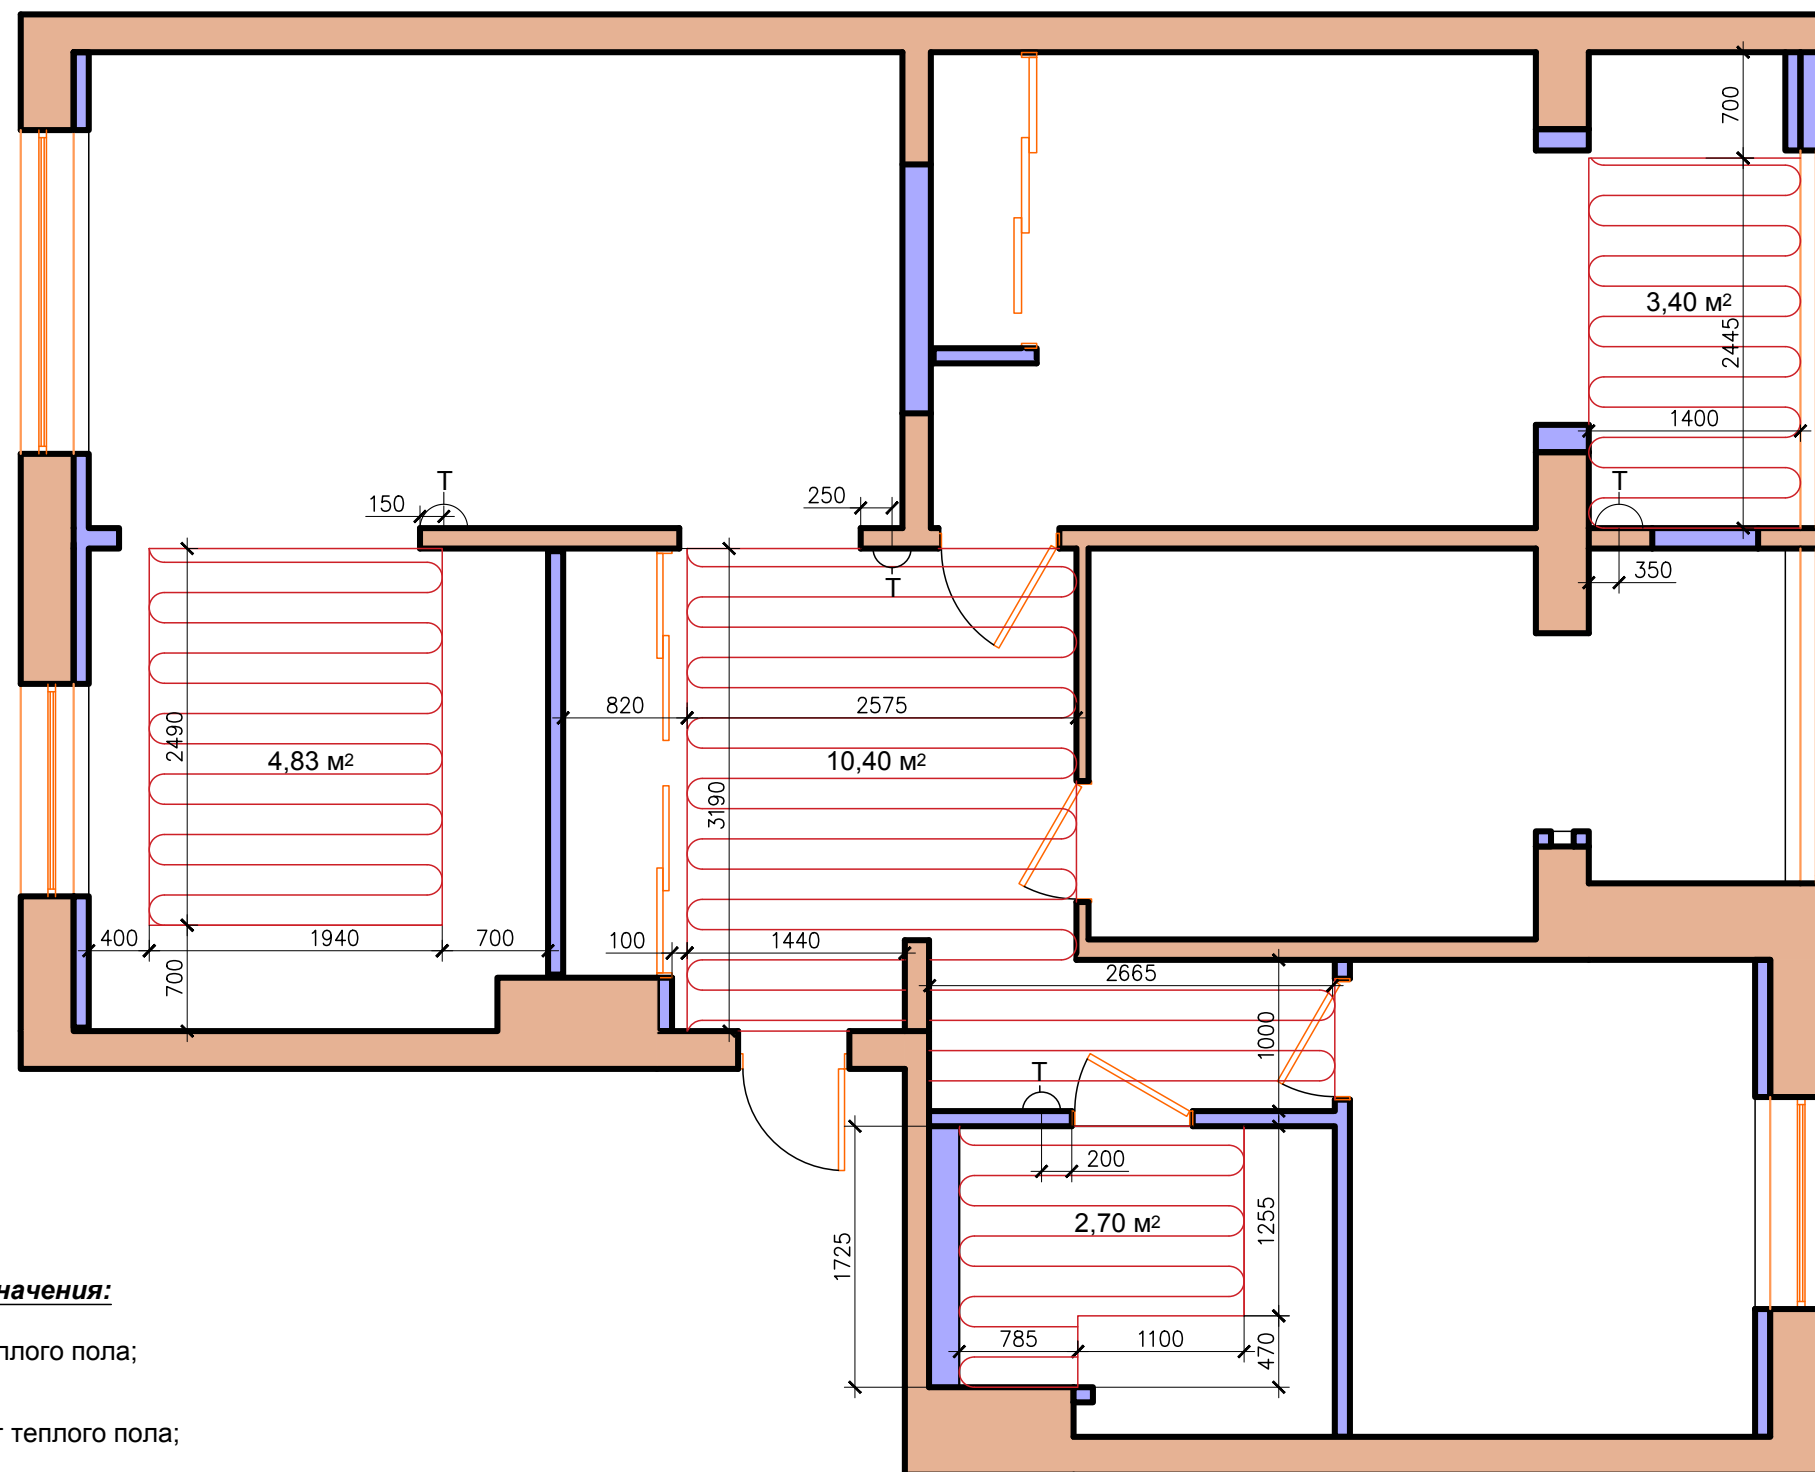 700
3,40 м²
2445
1400
150
T
250
T
T
350
820
2575
2490
4,83 м²
10,40 м²
3190
400
1940
700
100
1440
700
2665
1000
T
200
2,70 м²
1255
1725
785
1100
470
начения:
плого пола;
т теплого пола;